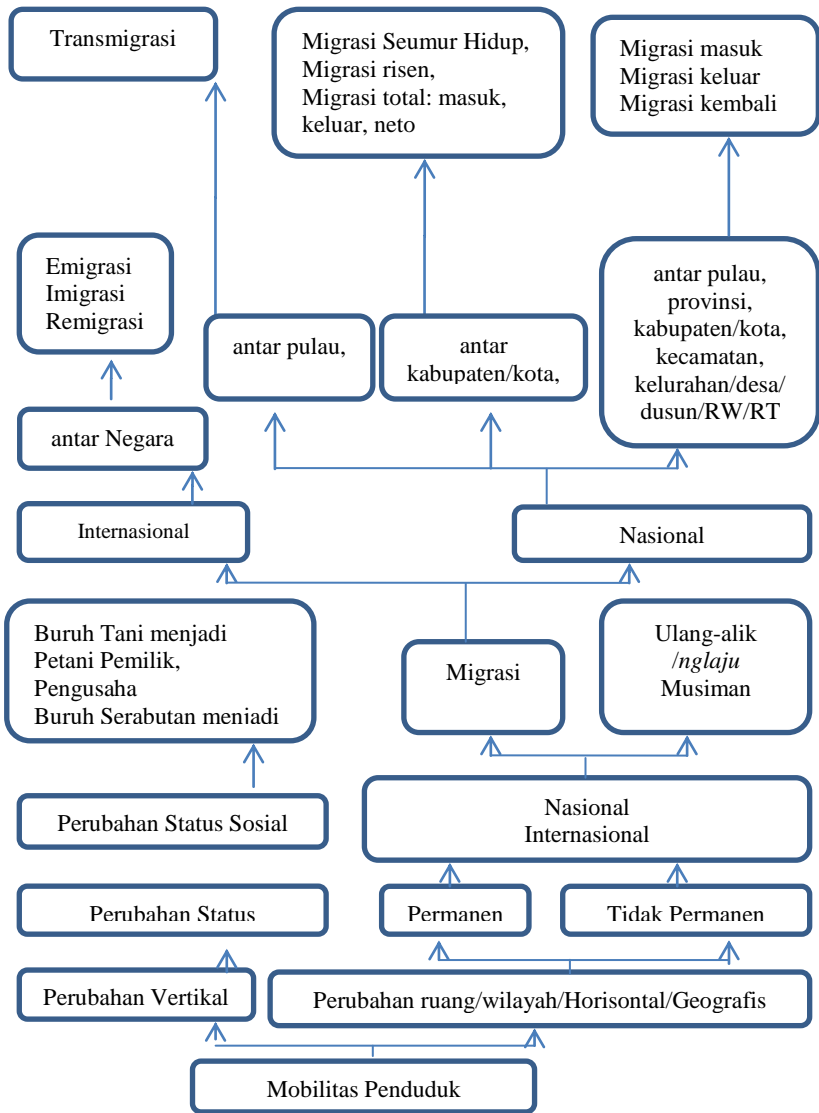 Transmigrasi
Migrasi Seumur Hidup,
Migrasi risen,
Migrasi total: masuk,
keluar, neto
Migrasi masuk
Migrasi keluar
Migrasi kembali
Emigrasi
Imigrasi
Remigrasi
antar pulau,
antar
kabupaten/kota,
antar pulau,
provinsi,
kabupaten/kota,
kecamatan,
kelurahan/desa/
dusun/RW/RT
antar Negara
Internasional
Nasional
Buruh Tani menjadi
Petani Pemilik,
Pengusaha
Buruh Serabutan menjadi
Migrasi
Ulang-alik
/nglaju
Musiman
Perubahan Status Sosial
Nasional
Internasional
Perubahan Status
Permanen
Tidak Permanen
Perubahan Vertikal
Perubahan ruang/wilayah/Horisontal/Geografis
Mobilitas Penduduk